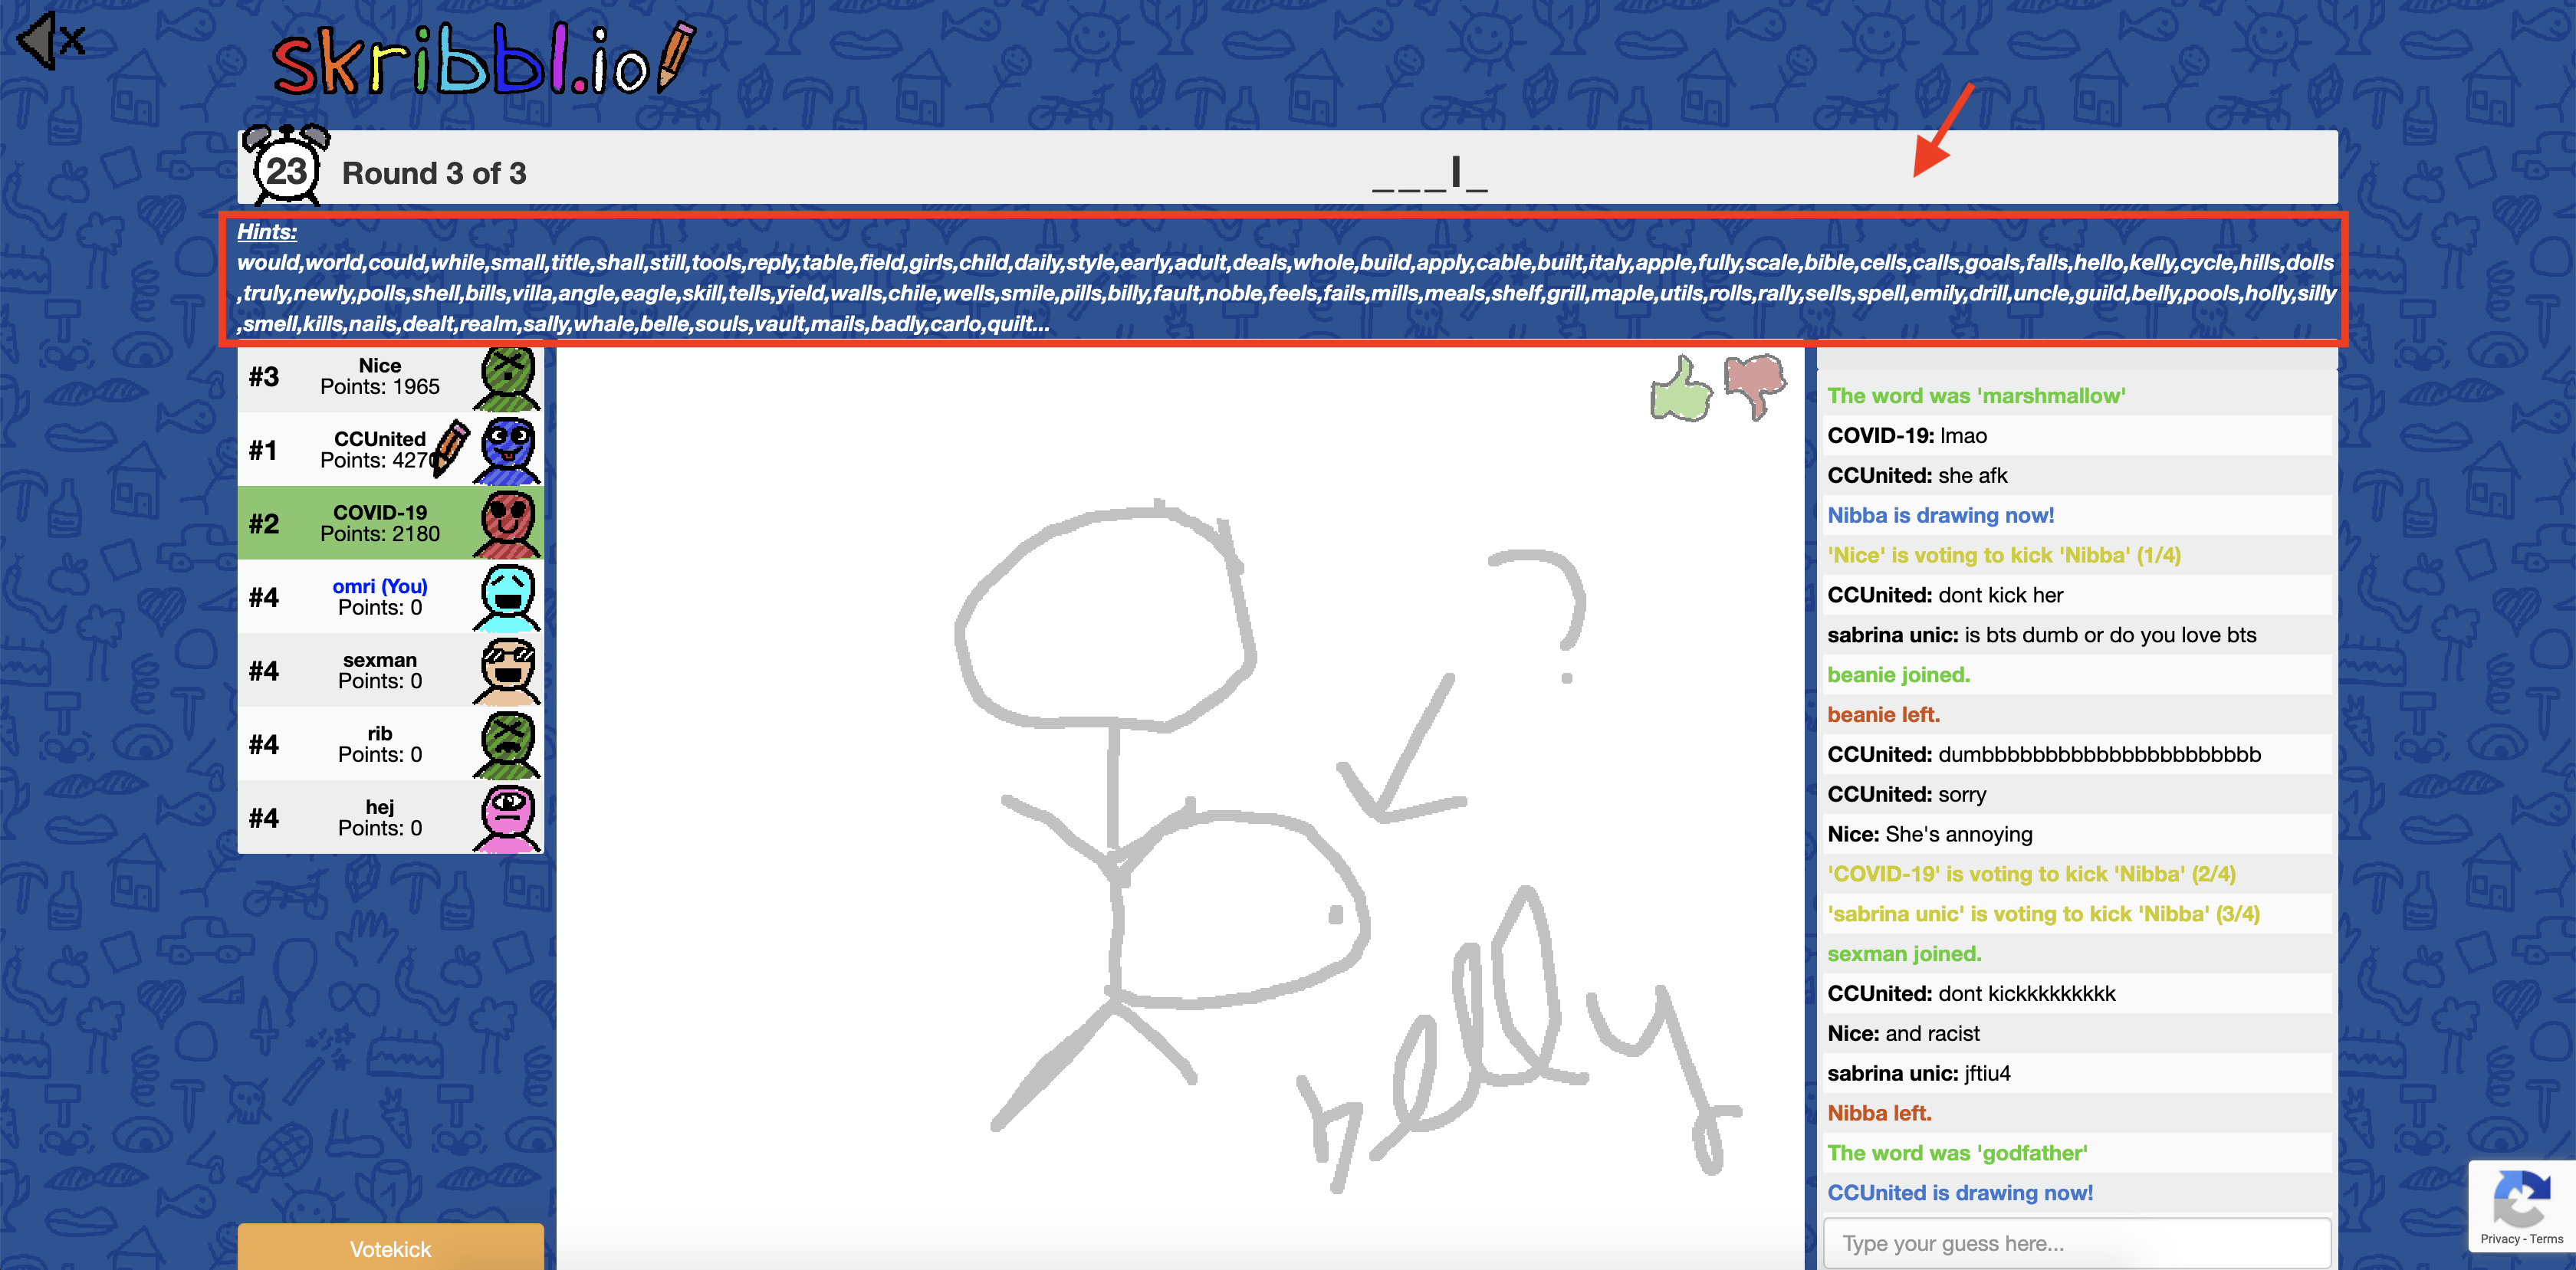 skribbl.io
23
Round 3 of 3
_ _ _ l _
Hints:
would,world,could,while,small,title,shall,still,tools,reply,table,field,girls,child,daily,style,early,adult,deals,whole,build,apply,cable,built,italy,apple,fully,scale,bible,cells,calls,goals,falls,hello,kelly,cycle,hills,dolls
,truly,newly,polls,shell,bills,villa,angle,eagle,skill,tells,yield,walls,chile,wells,smile,pills,billy,fault,noble,feels,fails,mills,meals,shelf,grill,maple,utils,rolls,rally,sells,spell,emily,drill,uncle,guild,belly,pools,holly,silly
,smell,kills,nails,dealt,realm,sally,whale,belle,souls,vault,mails,badly,carlo,quilt...
#3
Nice
Points: 1965
#1
CCUnited
Points: 4270
#2
COVID-19
Points: 2180
#4
omri (You)
Points: 0
#4
sexman
Points: 0
#4
rib
Points: 0
#4
hej
Points: 0
Votekick
?
helly
The word was 'marshmallow'
COVID-19: lmao
CCUnited: she afk
Nibba is drawing now!
'Nice' is voting to kick 'Nibba' (1/4)
CCUnited: dont kick her
sabrina unic: is bts dumb or do you love bts
beanie joined.
beanie left.
CCUnited: dumbbbbbbbbbbbbbbbbbbbbbb
CCUnited: sorry
Nice: She's annoying
'COVID-19' is voting to kick 'Nibba' (2/4)
'sabrina unic' is voting to kick 'Nibba' (3/4)
sexman joined.
CCUnited: dont kickkkkkkkkk
Nice: and racist
sabrina unic: jftiu4
Nibba left.
The word was 'godfather'
CCUnited is drawing now!
Type your guess here...
Privacy - Terms